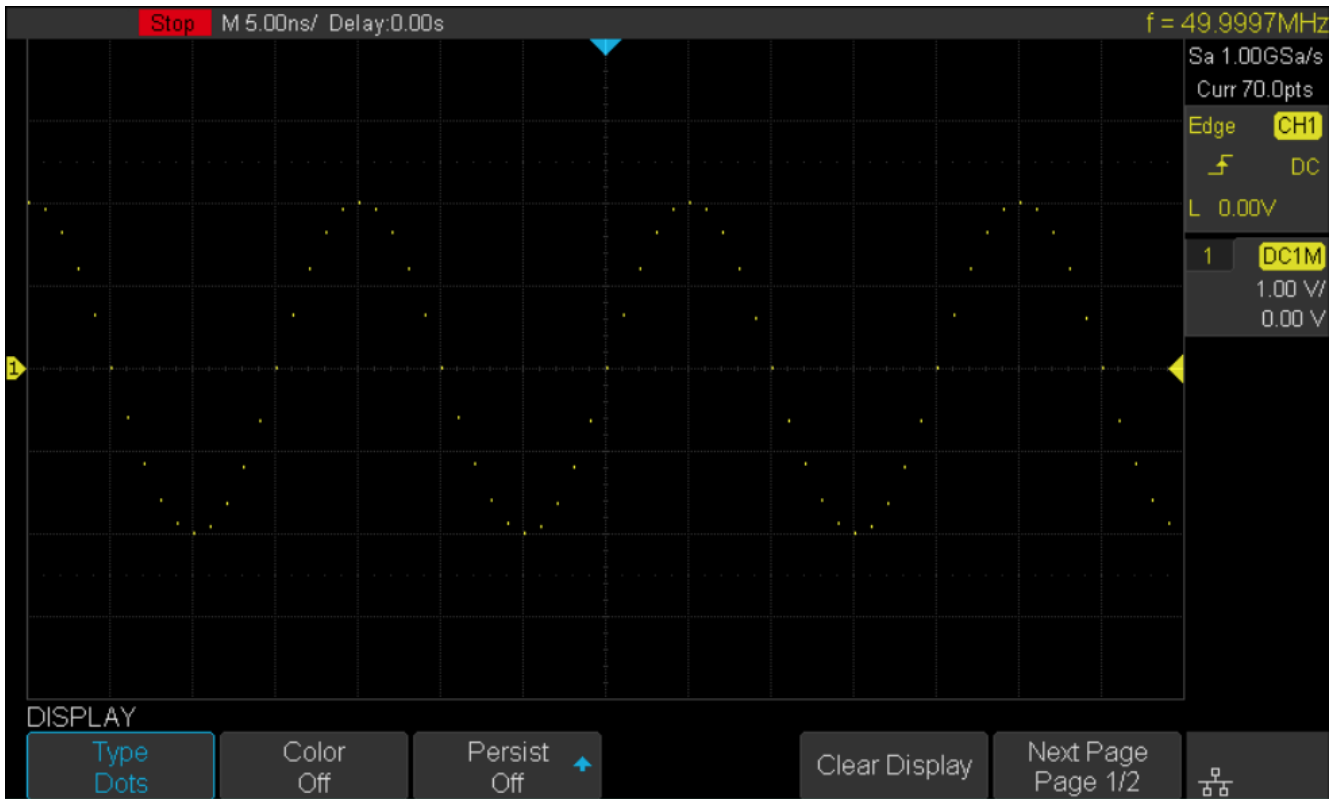 Stop M 5.00ns/ Delay:0.00s f = 49.9997MHz
Sa 1.00GSa/s
Curr 70.0pts
Edge CH1
DC
L 0.00V
1 DC1M
1.00 V/
0.00 V
1
DISPLAY
Type Color Persist Clear Display Next Page
Dots Off Off Page 1/2